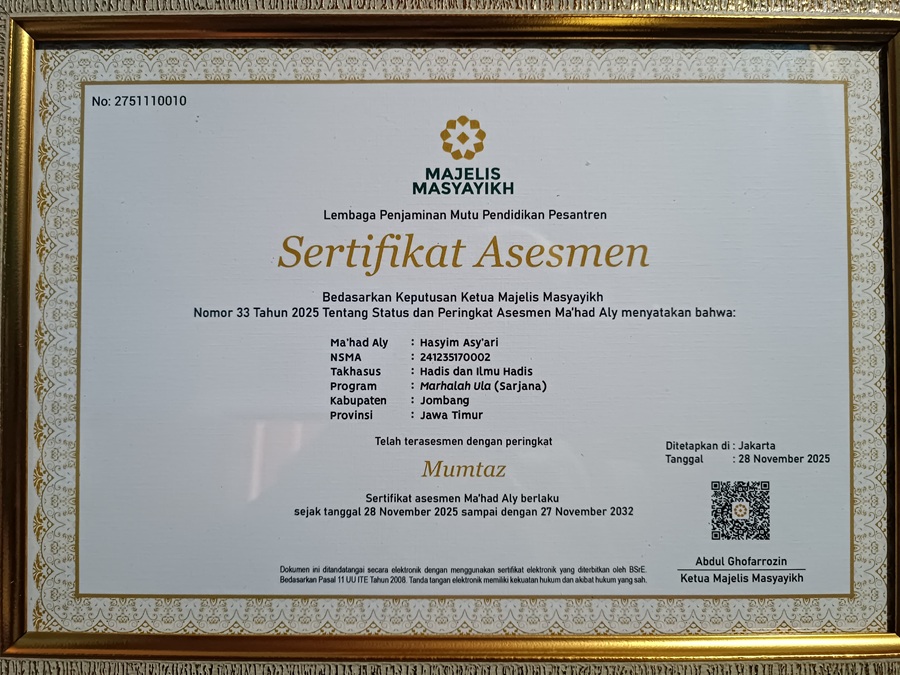 No: 2751110010
MAJELIS
MASYAYIKH
Lembaga Penjaminan Mutu Pendidikan Pesantren
Sertifikat Asesmen
Bedasarkan Keputusan Ketua Majelis Masyayikh
Nomor 33 Tahun 2025 Tentang Status dan Peringkat Asesmen Ma'had Aly menyatakan bahwa:
Ma'had Aly : Hasyim Asy'ari
NSMA : 241235170002
Takhasus : Hadis dan Ilmu Hadis
Program : Marhalah Ula (Sarjana)
Kabupaten : Jombang
Provinsi : Jawa Timur
Telah terasesmen dengan peringkat
Mumtaz
Sertifikat asesmen Ma'had Aly berlaku
sejak tanggal 28 November 2025 sampai dengan 27 November 2032
Ditetapkan di : Jakarta
Tanggal : 28 November 2025
Abdul Ghofarrozin
Ketua Majelis Masyayikh
Dokumen ini ditandatangai secara elektronik dengan menggunakan sertifikat elektronik yang diterbitkan oleh BSrE.
Bedasarkan Pasal 11 UU ITE Tahun 2008. Tanda tangan elektronik memiliki kekuatan hukum dan akibat hukum yang sah.